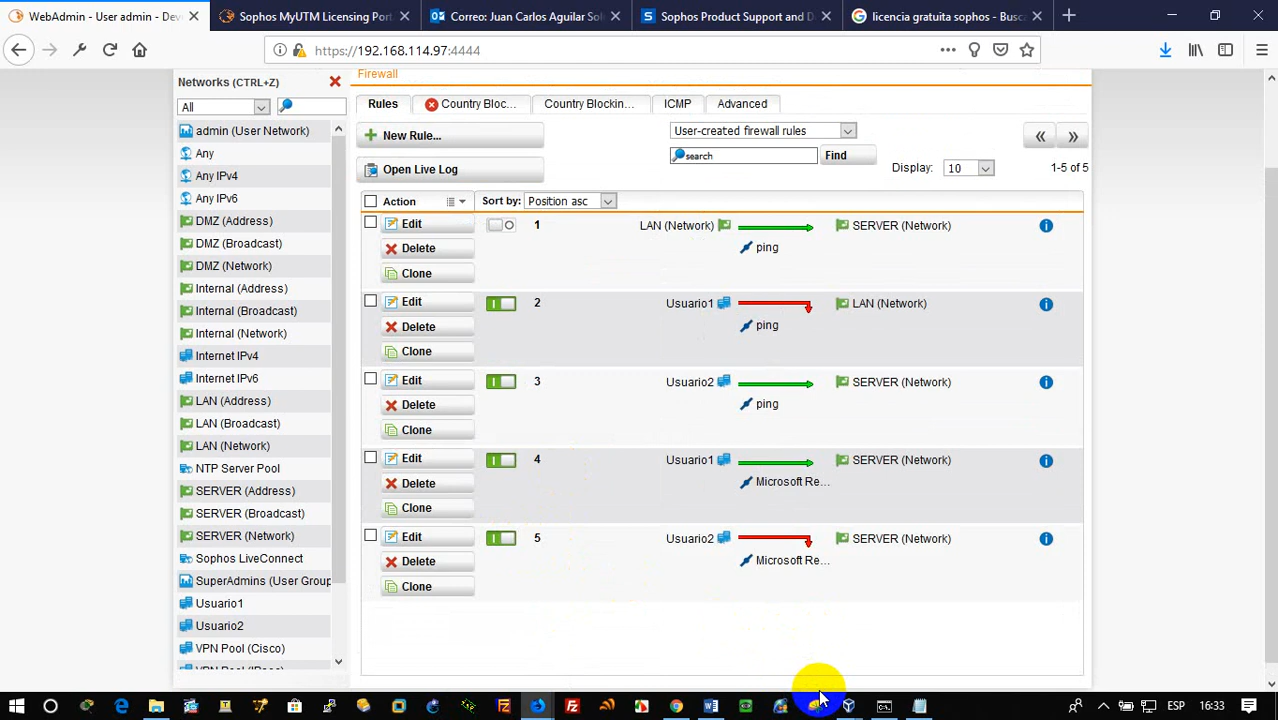 WebAdmin - User admin - Dev
Sophos MyUTM Licensing Port
Correo: Juan Carlos Aguilar Sol
Sophos Product Support and D
licencia gratuita sophos - Busc
https://192.168.114.97:4444
Networks (CTRL+Z)
All
admin (User Network)
Any
Any IPv4
Any IPv6
DMZ (Address)
DMZ (Broadcast)
DMZ (Network)
Internal (Address)
Internal (Broadcast)
Internal (Network)
Internet IPv4
Internet IPv6
LAN (Address)
LAN (Broadcast)
LAN (Network)
NTP Server Pool
SERVER (Address)
SERVER (Broadcast)
SERVER (Network)
Sophos LiveConnect
SuperAdmins (User Group
Usuario1
Usuario2
VPN Pool (Cisco)
VPN Pool (IPsec)
Firewall
Rules
Country Bloc...
Country Blockin...
ICMP
Advanced
New Rule...
User-created firewall rules
« »
search
Find
Open Live Log
Display:
10
1-5 of 5
Action
Sort by:
Position asc
Edit
1
LAN (Network)
SERVER (Network)
Delete
ping
Clone
Edit
2
Usuario1
LAN (Network)
Delete
ping
Clone
Edit
3
Usuario2
SERVER (Network)
Delete
ping
Clone
Edit
4
Usuario1
SERVER (Network)
Delete
Microsoft Re...
Clone
Edit
5
Usuario2
SERVER (Network)
Delete
Microsoft Re...
Clone
ESP
16:33